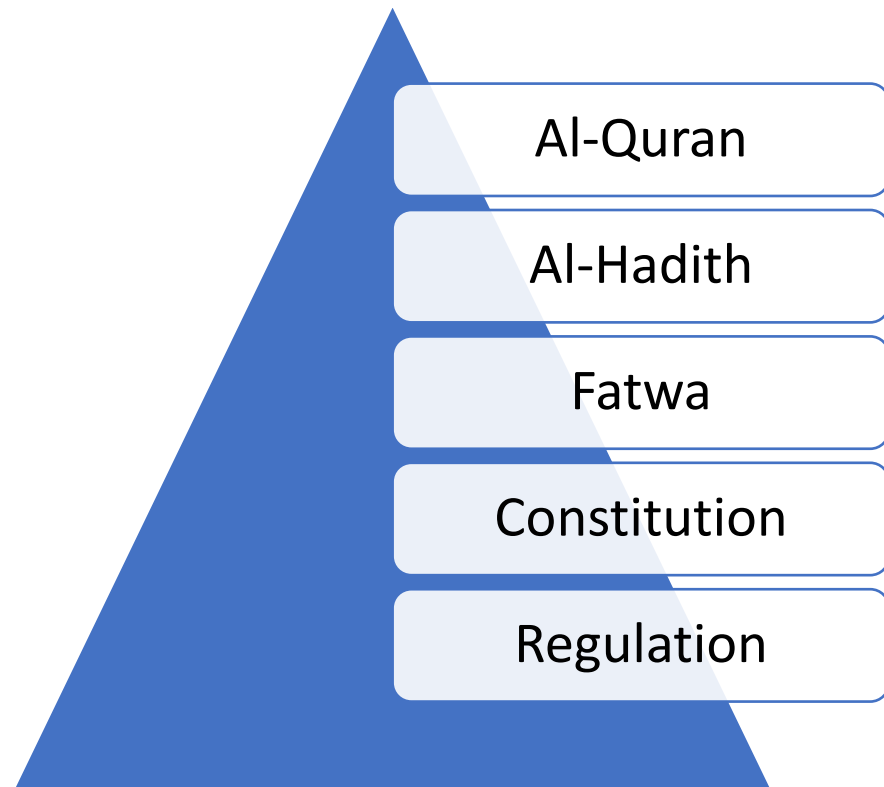 Al-Quran
Al-Hadith
Fatwa
Constitution
Regulation